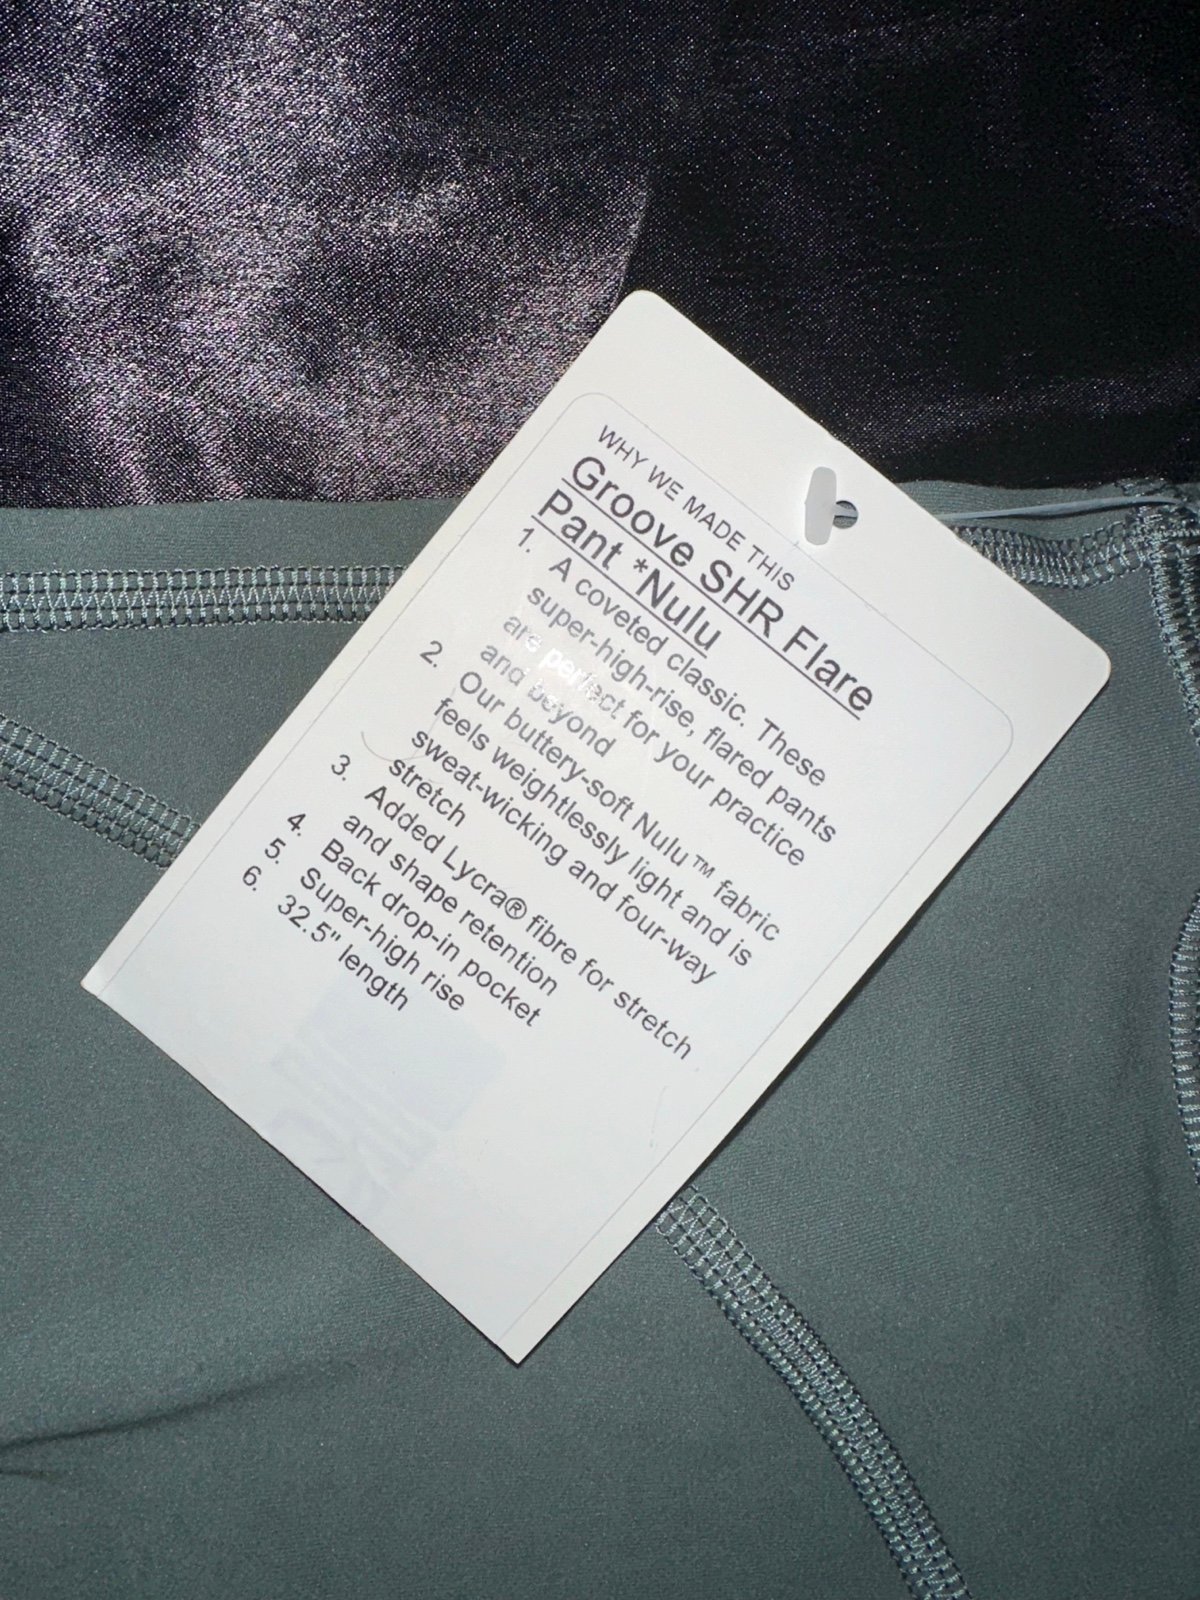 WHY WE MADE THIS
Groove SHR Flare
Pant *Nulu
1. A coveted classic. These
super-high-rise, flared pants
are perfect for your practice
and beyond
2. Our buttery-soft Nulu™ fabric
feels weightlessly light and is
sweat-wicking and four-way
stretch
3. Added Lycra® fibre for stretch
and shape retention
4. Back drop-in pocket
5. Super-high rise
6. 32.5" length